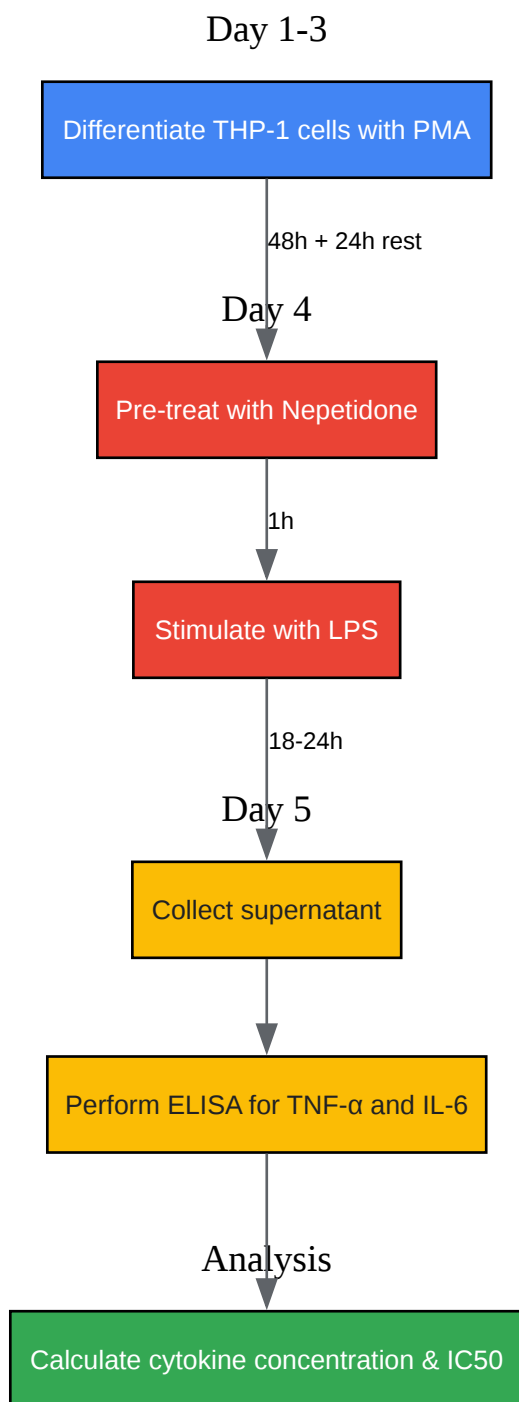 Day 1-3
Differentiate THP-1 cells with PMA
48h + 24h rest
Day 4
Pre-treat with Nepetidone
1h
Stimulate with LPS
18-24h
Day 5
Collect supernatant
Perform ELISA for TNF-α and IL-6
Analysis
Calculate cytokine concentration & IC50